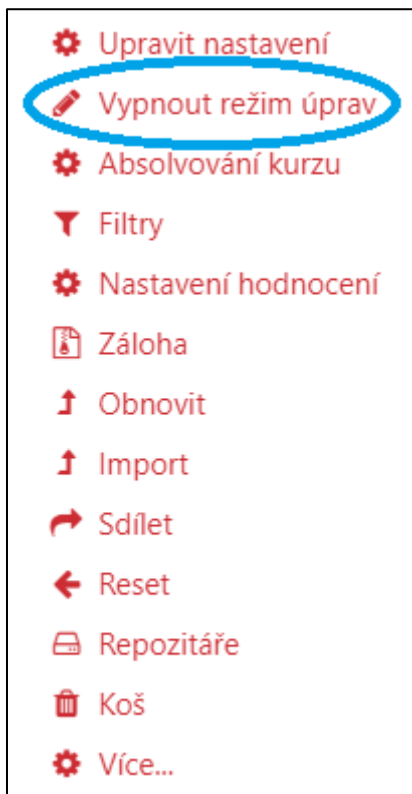 Upravit nastavení
Vypnout režim úprav
Absolvování kurzu
Filtry
Nastavení hodnocení
Záloha
Obnovit
Import
Sdílet
Reset
Repozitáře
Koš
Více...